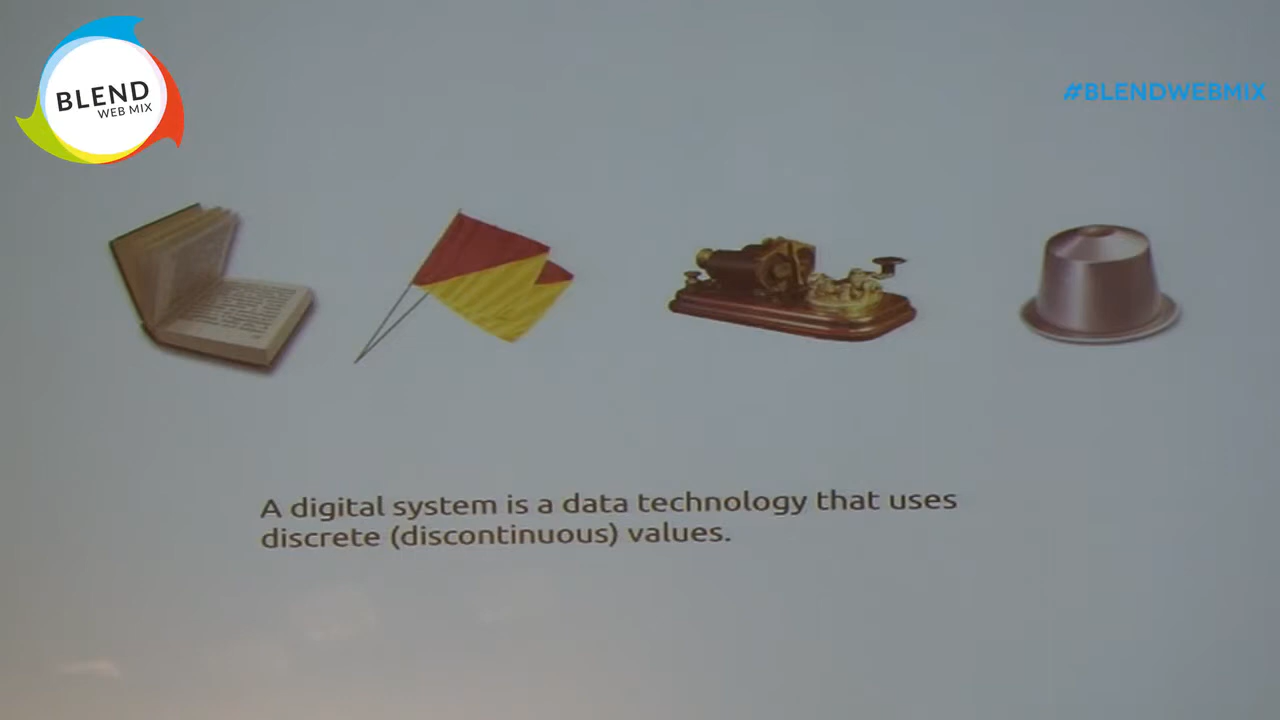 BLEND
WEB MIX
#BLENDWEBMIX
A digital system is a data technology that uses
discrete (discontinuous) values.